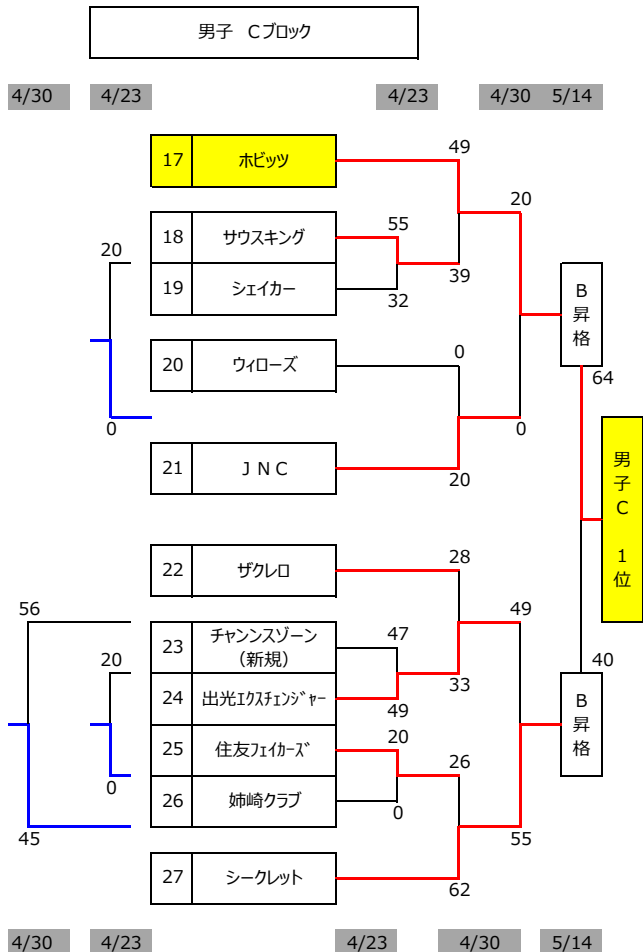 男子 Cブロック
4/30 4/23 4/23 4/30 5/14
49
17 ホビッツ
20
55
18 サウスキング
20
39
19 シェイカー
32
B昇格
0
20 ウィローズ
64
0
0
21 JNC
20
男子C 1位
28
22 ザクレロ
56
49
47
23 チャンンスゾーン
(新規)
20
40
33
24 出光エクスチェンジャー
49
B昇格
20
25 住友フェイカーズ
26
0
26 姉崎クラブ
0
45
55
27 シークレット
62
4/30 4/23 4/23 4/30 5/14